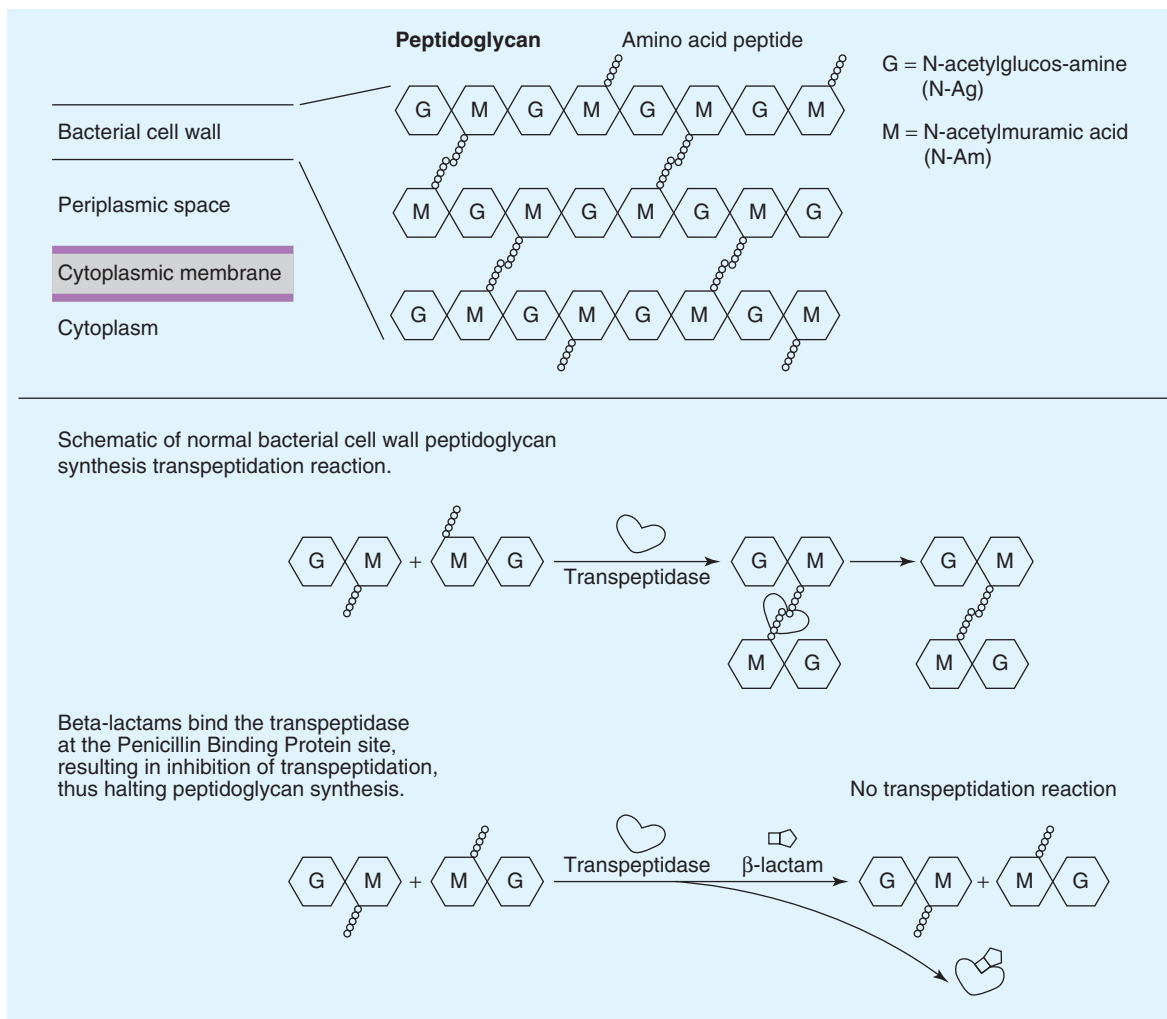 Peptidoglycan
Amino acid peptide
G = N-acetylglucos-amine
(N-Ag)
M = N-acetylmuramic acid
(N-Am)
Bacterial cell wall
Periplasmic space
Cytoplasmic membrane
Cytoplasm
G M G M G M G M
M G M G M G M G
G M G M G M G M
Schematic of normal bacterial cell wall peptidoglycan
synthesis transpeptidation reaction.
G M + M G
Transpeptidase
G M
M G
G M
M G
Beta-lactams bind the transpeptidase
at the Penicillin Binding Protein site,
resulting in inhibition of transpeptidation,
thus halting peptidoglycan synthesis.
No transpeptidation reaction
G M + M G
Transpeptidase
β-lactam
G M + M G